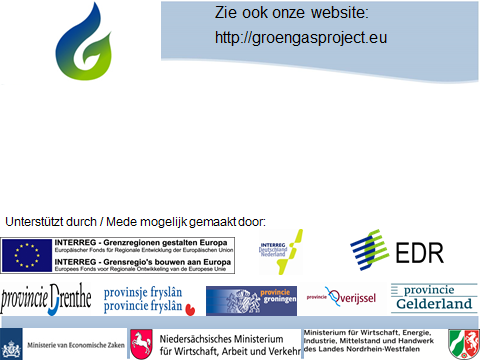 Zie ook onze website:
http://groengasproject.eu
Unterstützt durch / Mede mogelijk gemaakt door:
INTERREG - Grenzregionen gestalten Europa
Europäischer Fonds für Regionale Entwicklung der Europäischen Union
INTERREG - Grensregio's bouwen aan Europa
Europees Fonds voor Regionale Ontwikkeling van de Europese Unie
INTERREG
Deutschland
Nederland
EDR
provincie Drenthe
provinsje fryslân
provincie fryslân
provincie
groningen
provincie Overijssel
provincie
Gelderland
Ministerie van Economische Zaken
Niedersächsisches Ministerium
für Wirtschaft, Arbeit und Verkehr
Ministerium für Wirtschaft, Energie,
Industrie, Mittelstand und Handwerk
des Landes Nordrhein-Westfalen